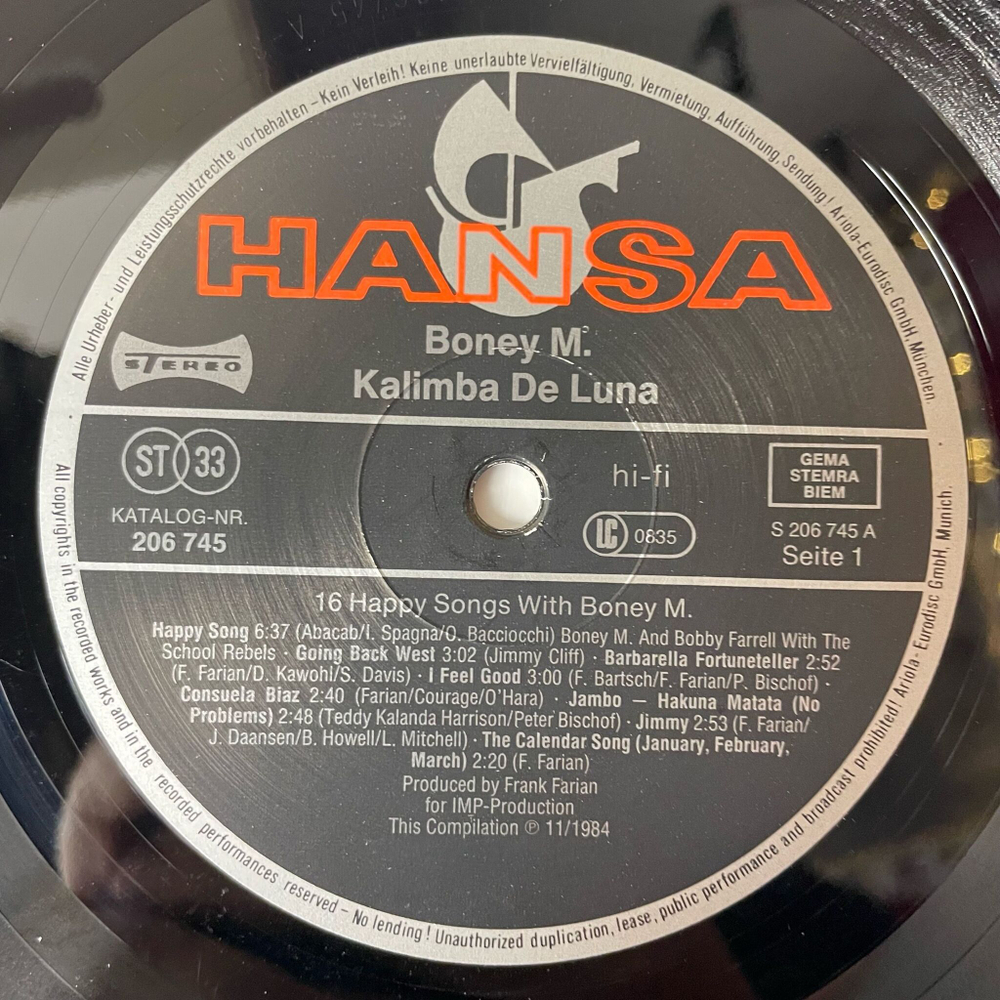 Alle Urheber- und Leistungsschutzrechte vorbehalten – Kein Verleih! Keine unerlaubte Vervielfältigung, Vermietung, Aufführung, Sendung! Ariola-Eurodisc GmbH, München.
HANSA
Boney M.
STEREO
Kalimba De Luna
ST 33
hi-fi
GEMA
STEMRA
BIEM
KATALOG-NR.
206 745
LC 0835
S 206 745 A
Seite 1
16 Happy Songs With Boney M.
Happy Song 6:37 (Abacab/I. Spagna/O. Bacciocchi) Boney M. And Bobby Farrell With The
School Rebels · Going Back West 3:02 (Jimmy Cliff) · Barbarella Fortuneteller 2:52
(F. Farian/D. Kawohi/S. Davis) · I Feel Good 3:00 (F. Bartsch/F. Farian/P. Bischof) ·
Consuela Biaz 2:40 (Farian/Courage/O'Hara) · Jambo — Hakuna Matata (No
Problems) 2:48 (Teddy Kalanda Harrison/Peter Bischof) · Jimmy 2:53 (F. Farian/
J. Daansen/B. Howell/L. Mitchell) · The Calendar Song (January, February,
March) 2:20 (F. Farian)
Produced by Frank Farian
for IMP-Production
This Compilation ℗ 11/1984
All copyrights in the recorded works and in the recorded performances reserved – No lending! Unauthorized duplication, lease, public performance and broadcast prohibited! Ariola-Eurodisc GmbH, Munich.